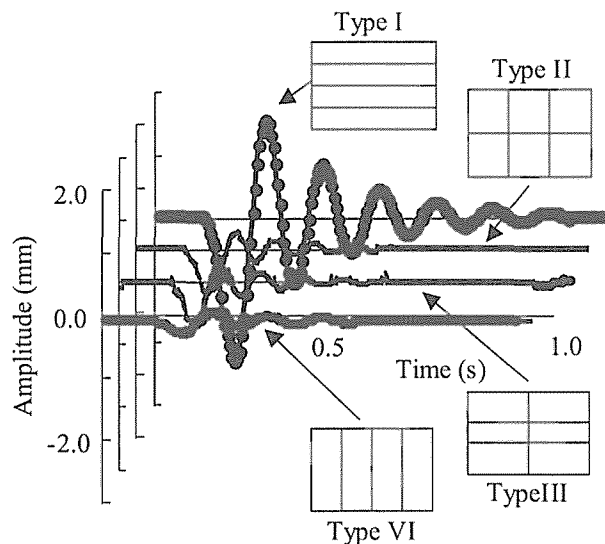 Type I
Type II
2.0
Amplitude (mm)
0.0
0.5
1.0
Time (s)
-2.0
TypeIII
Type VI